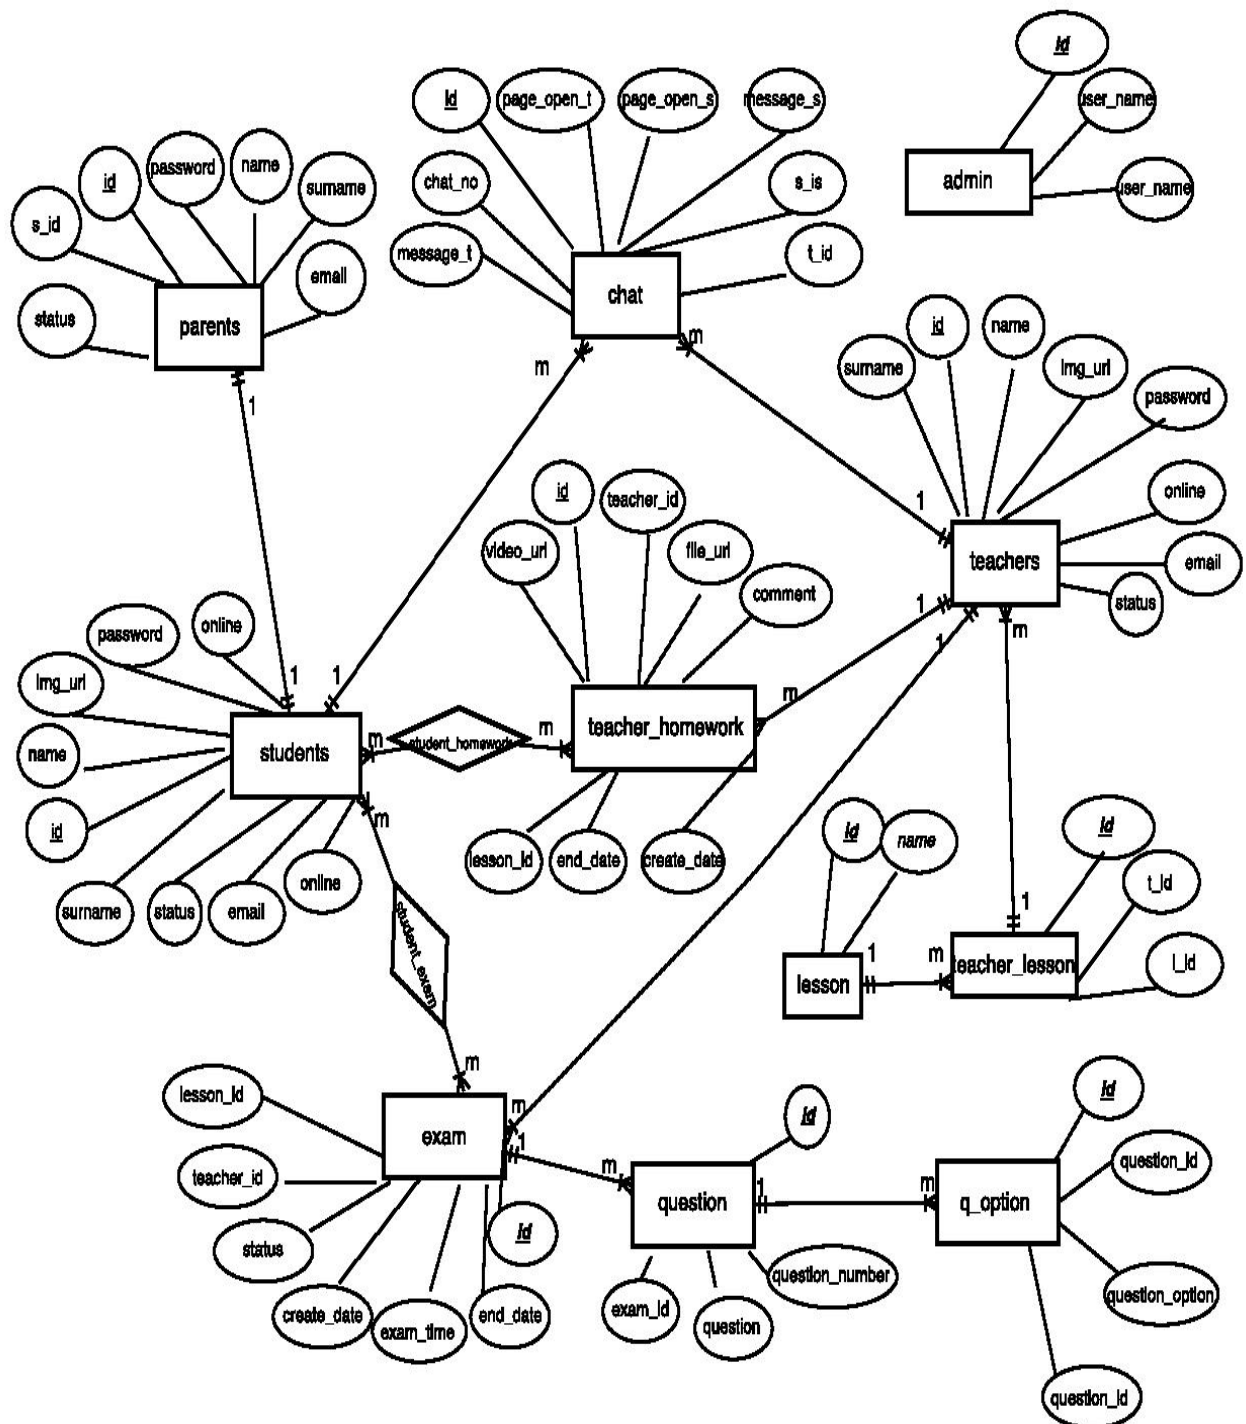 id
user_name
user_name
admin
id
page_open_t
page_open_s
message_s
chat_no
s_is
message_t
t_id
chat
m
m
s_id
id
password
name
surname
email
status
parents
1
surname
id
name
img_url
password
online
email
status
teachers
1
1
1
m
video_url
id
teacher_id
file_url
comment
teacher_homework
m
m
lesson_id
end_date
create_date
password
online
img_url
name
id
surname
status
email
online
students
1
1
m
m
student_homework
student_exam
id
name
lesson
1
m
1
id
t_id
l_id
teacher_lesson
m
m
1
lesson_id
teacher_id
status
create_date
exam_time
end_date
id
exam
m
id
question
exam_id
question
question_number
1
m
id
question_id
question_option
question_id
q_option